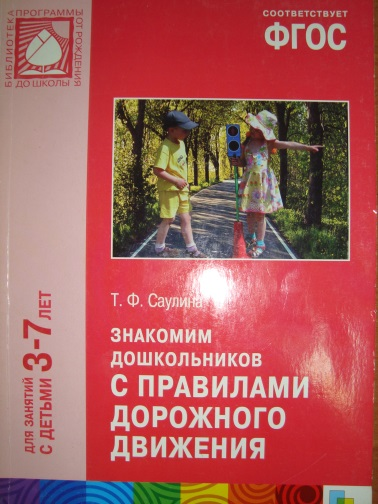 БИБЛИОТЕКА
ПРОГРАММЫ
ОТ РОЖДЕНИЯ
ДО ШКОЛЫ
СООТВЕТСТВУЕТ
ФГОС
Т. Ф. Саулина
ЗНАКОМИМ
ДОШКОЛЬНИКОВ
С ПРАВИЛАМИ
ДОРОЖНОГО
ДВИЖЕНИЯ
ДЛЯ ЗАНЯТИЙ
С ДЕТЬМИ 3-7 ЛЕТ